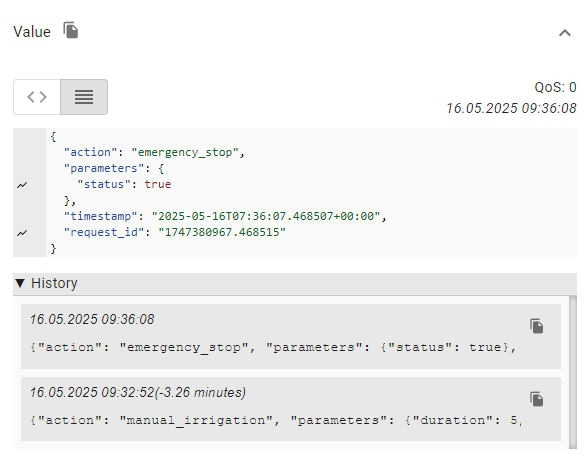 Value
QoS: 0
16.05.2025 09:36:08
{
  "action": "emergency_stop",
  "parameters": {
    "status": true
  },
  "timestamp": "2025-05-16T07:36:07.468507+00:00",
  "request_id": "1747380967.468515"
}
▼ History
16.05.2025 09:36:08
{"action": "emergency_stop", "parameters": {"status": true},
16.05.2025 09:32:52(-3.26 minutes)
{"action": "manual_irrigation", "parameters": {"duration": 5,